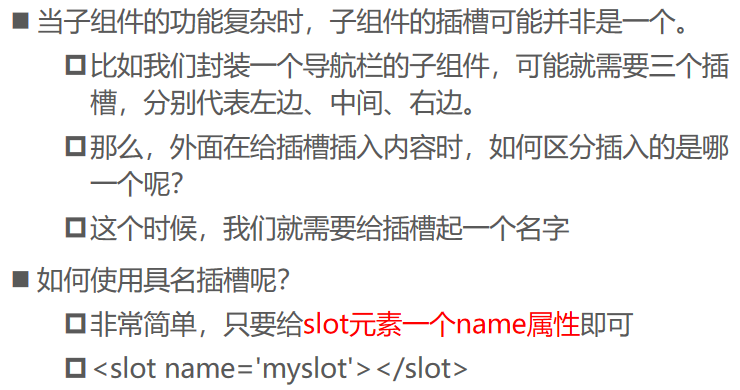 ■ 当子组件的功能复杂时，子组件的插槽可能并非是一个。
❑ 比如我们封装一个导航栏的子组件，可能就需要三个插
槽，分别代表左边、中间、右边。
❑ 那么，外面在给插槽插入内容时，如何区分插入的是哪
一个呢？
❑ 这个时候，我们就需要给插槽起一个名字
■ 如何使用具名插槽呢？
❑ 非常简单，只要给slot元素一个name属性即可
❑ <slot name='myslot'></slot>